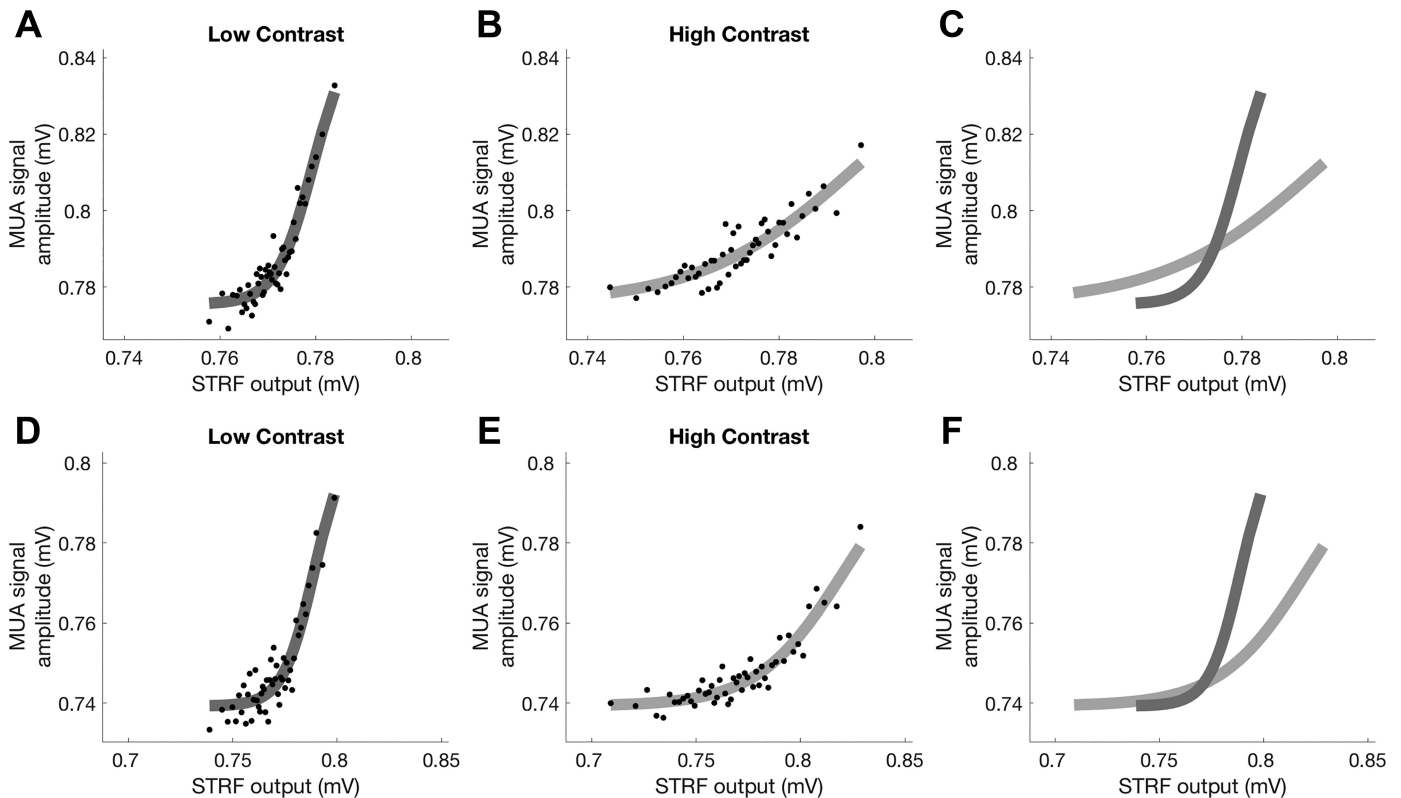 A
Low Contrast
MUA signal
amplitude (mV)
0.84
0.82
0.8
0.78
0.74
0.76
0.78
0.8
STRF output (mV)
B
High Contrast
MUA signal
amplitude (mV)
0.84
0.82
0.8
0.78
0.74
0.76
0.78
0.8
STRF output (mV)
C
MUA signal
amplitude (mV)
0.84
0.82
0.8
0.78
0.74
0.76
0.78
0.8
STRF output (mV)
D
Low Contrast
MUA signal
amplitude (mV)
0.8
0.78
0.76
0.74
0.7
0.75
0.8
0.85
STRF output (mV)
E
High Contrast
MUA signal
amplitude (mV)
0.8
0.78
0.76
0.74
0.7
0.75
0.8
0.85
STRF output (mV)
F
MUA signal
amplitude (mV)
0.8
0.78
0.76
0.74
0.7
0.75
0.8
0.85
STRF output (mV)